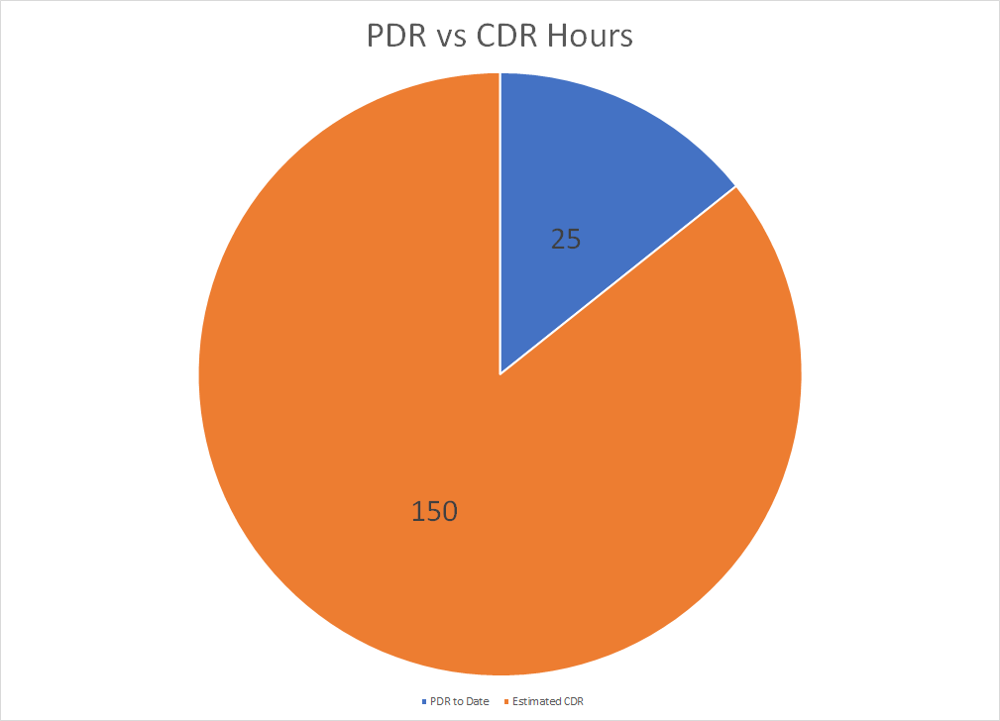 PDR vs CDR Hours
25
150
PDR to Date
Estimated CDR